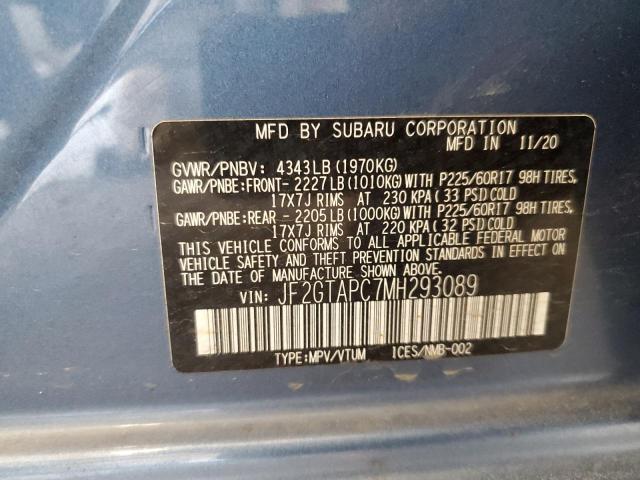 MFD BY SUBARU CORPORATION
MFD IN 11/20
GVWR/PNBV: 4343LB (1970KG)
GAWR/PNBE:FRONT-2227LB (1010KG) WITH P225/60R17 98H TIRES,
17X7J RIMS AT 230 KPA (33 PSI) COLD
GAWR/PNBE:REAR -2205LB (1000KG) WITH P225/60R17 98H TIRES,
17X7J RIMS AT 220 KPA (32 PSI) COLD
THIS VEHICLE CONFORMS TO ALL APPLICABLE FEDERAL MOTOR
VEHICLE SAFETY AND THEFT PREVENTION STANDARDS IN EFFECT ON
THE DATE OF MANUFACTURE SHOWN ABOVE.
VIN: JF2GTAPC7MH293089
TYPE:MPV/VTUM ICES/NMB-002